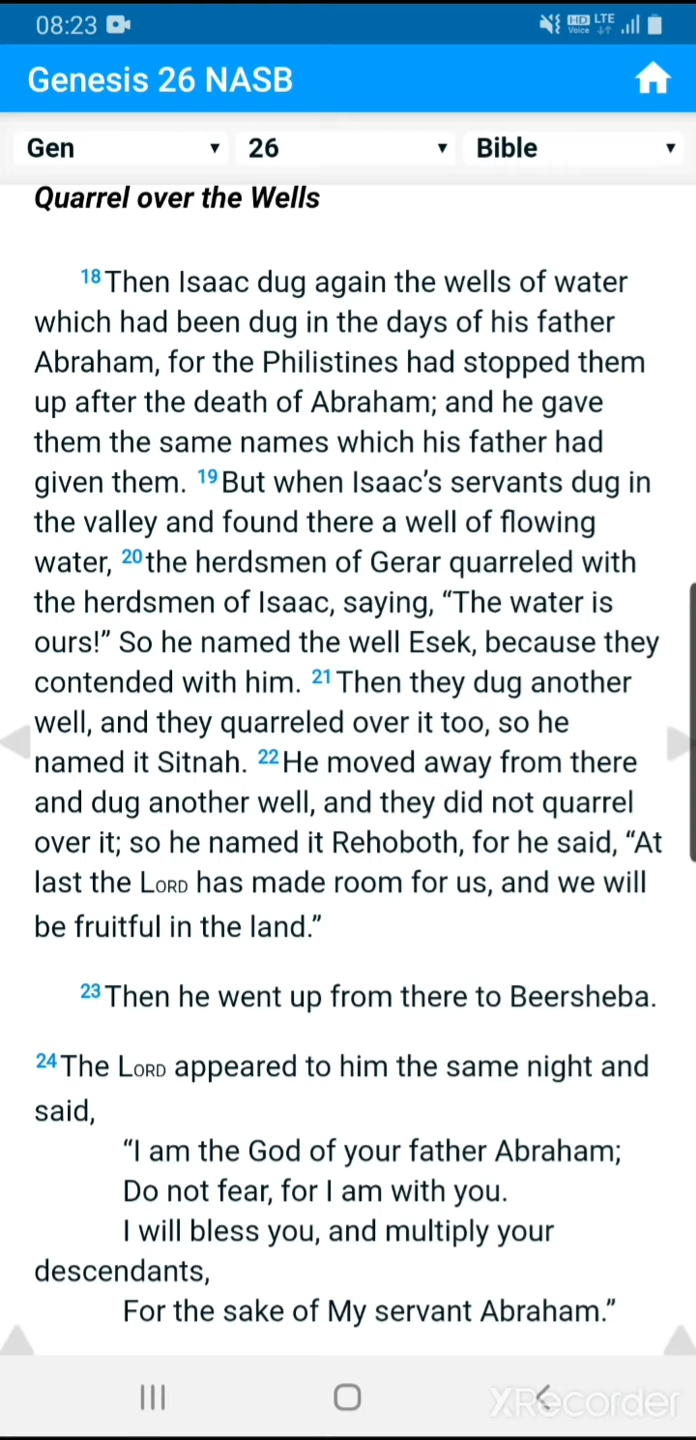 08:23
HD Voice LTE
Genesis 26 NASB
Gen 26 Bible
Quarrel over the Wells
18 Then Isaac dug again the wells of water
which had been dug in the days of his father
Abraham, for the Philistines had stopped them
up after the death of Abraham; and he gave
them the same names which his father had
given them. 19 But when Isaac’s servants dug in
the valley and found there a well of flowing
water, 20 the herdsmen of Gerar quarreled with
the herdsmen of Isaac, saying, “The water is
ours!” So he named the well Esek, because they
contended with him. 21 Then they dug another
well, and they quarreled over it too, so he
named it Sitnah. 22 He moved away from there
and dug another well, and they did not quarrel
over it; so he named it Rehoboth, for he said, “At
last the LORD has made room for us, and we will
be fruitful in the land.”
23 Then he went up from there to Beersheba.
24 The LORD appeared to him the same night and
said,
“I am the God of your father Abraham;
Do not fear, for I am with you.
I will bless you, and multiply your
descendants,
For the sake of My servant Abraham.”
XRecorder